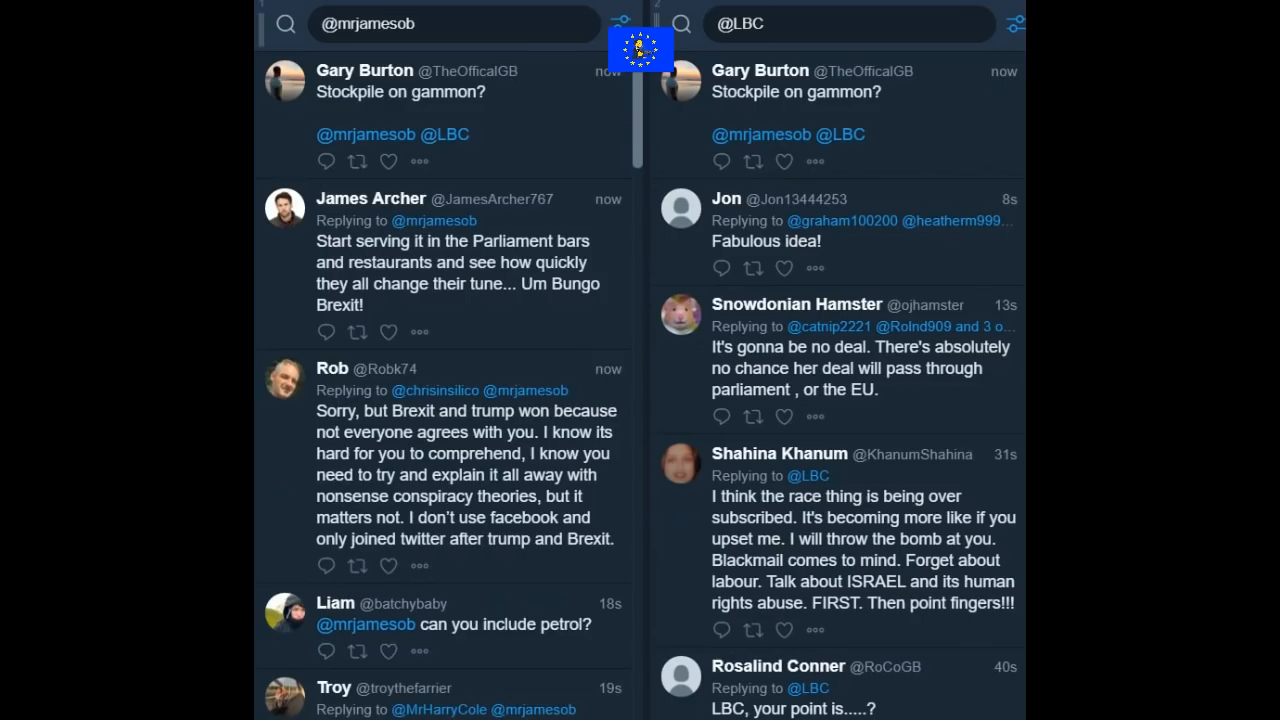 1
@mrjamesob
Gary Burton @TheOfficalGB now
Stockpile on gammon?
@mrjamesob @LBC
James Archer @JamesArcher767 now
Replying to @mrjamesob
Start serving it in the Parliament bars
and restaurants and see how quickly
they all change their tune... Um Bungo
Brexit!
Rob @Robk74 now
Replying to @chrisinsilico @mrjamesob
Sorry, but Brexit and trump won because
not everyone agrees with you. I know its
hard for you to comprehend, I know you
need to try and explain it all away with
nonsense conspiracy theories, but it
matters not. I don't use facebook and
only joined twitter after trump and Brexit.
Liam @batchybaby 18s
@mrjamesob can you include petrol?
Troy @troythefarrier 19s
Replying to @MrHarryCole @mrjamesob
2
@LBC
Gary Burton @TheOfficalGB now
Stockpile on gammon?
@mrjamesob @LBC
Jon @Jon13444253 8s
Replying to @graham100200 @heatherm999...
Fabulous idea!
Snowdonian Hamster @ojhamster 13s
Replying to @catnip2221 @Rolnd909 and 3 o...
It's gonna be no deal. There's absolutely
no chance her deal will pass through
parliament , or the EU.
Shahina Khanum @KhanumShahina 31s
Replying to @LBC
I think the race thing is being over
subscribed. It's becoming more like if you
upset me. I will throw the bomb at you.
Blackmail comes to mind. Forget about
labour. Talk about ISRAEL and its human
rights abuse. FIRST. Then point fingers!!!
Rosalind Conner @RoCoGB 40s
Replying to @LBC
LBC, your point is.....?